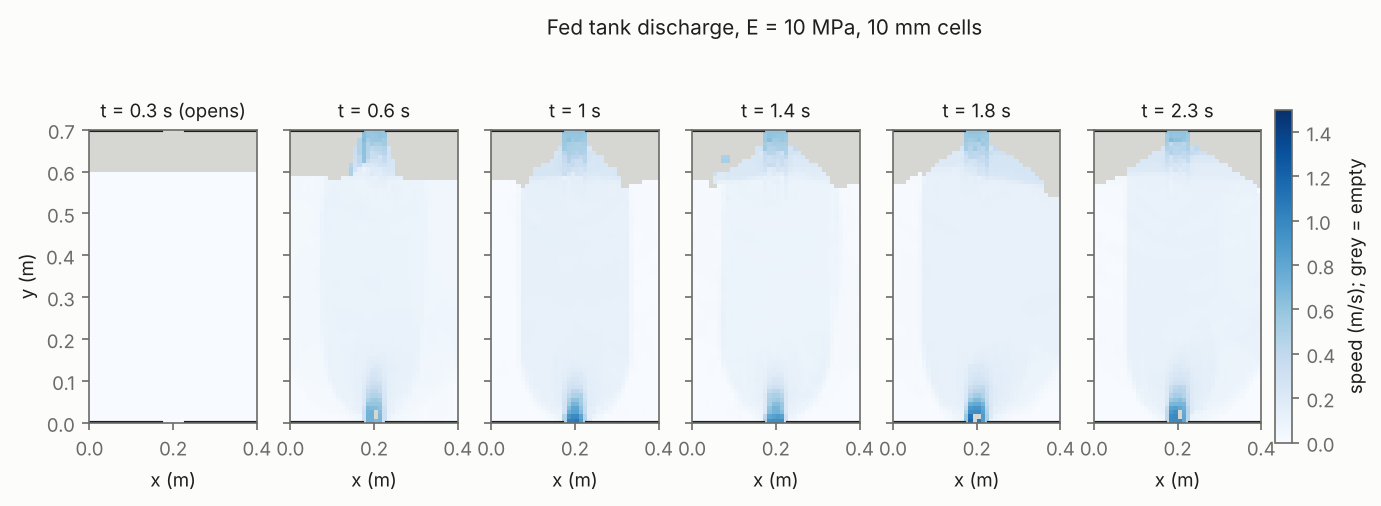 Fed tank discharge, E = 10 MPa, 10 mm cells
t = 0.3 s (opens)
t = 0.6 s
t = 1 s
t = 1.4 s
t = 1.8 s
t = 2.3 s
y (m)
0.7
0.6
0.5
0.4
0.3
0.2
0.1
0.0
0.0 0.2 0.4
0.0 0.2 0.4
0.0 0.2 0.4
0.0 0.2 0.4
0.0 0.2 0.4
0.0 0.2 0.4
x (m)
x (m)
x (m)
x (m)
x (m)
x (m)
1.4
1.2
1.0
0.8
0.6
0.4
0.2
0.0
speed (m/s); grey = empty